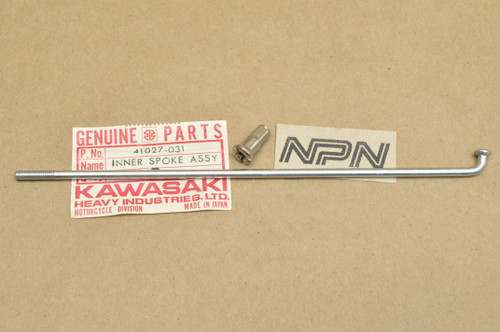 GENUINE PARTS
P. No. 41027-031
Name INNER SPOKE ASSY
KAWASAKI
HEAVY INDUSTRIES, LTD.
MOTORCYCLE DIVISION MADE IN JAPAN
NPN